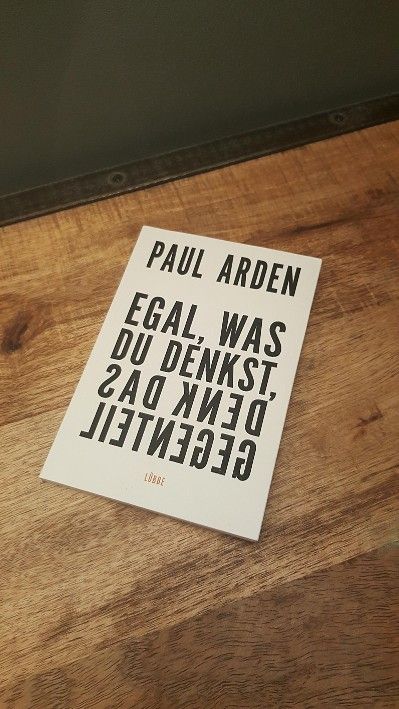 PAUL ARDEN
EGAL, WAS
DU DENKST,
DENK DAS
GEGENTEIL
LÜBBE